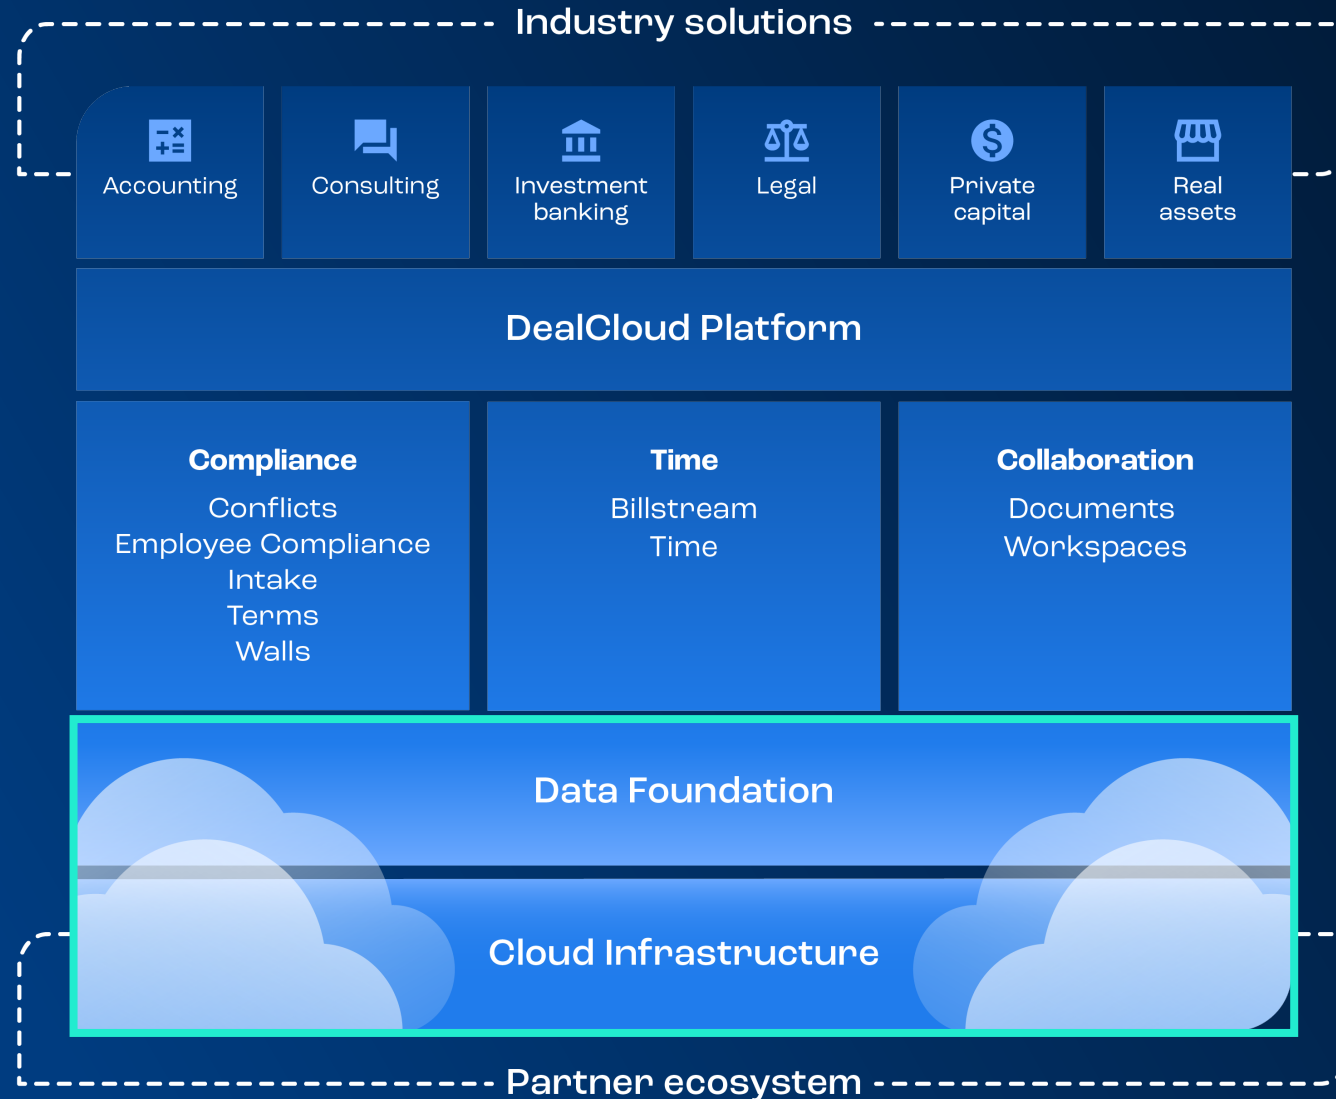 Industry solutions
Accounting
Consulting
Investment
banking
Legal
Private
capital
Real
assets
DealCloud Platform
Compliance
Conflicts
Employee Compliance
Intake
Terms
Walls
Time
Billstream
Time
Collaboration
Documents
Workspaces
Data Foundation
Cloud Infrastructure
Partner ecosystem